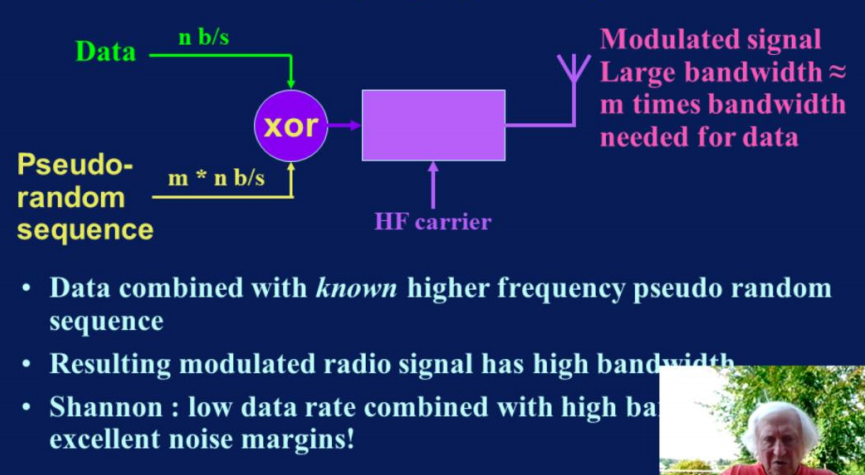 Data
n b/s
xor
Pseudo-
random
sequence
m * n b/s
HF carrier
Modulated signal
Large bandwidth ≈
m times bandwidth
needed for data
• Data combined with known higher frequency pseudo random
sequence
• Resulting modulated radio signal has high bandwidth
• Shannon : low data rate combined with high
excellent noise margins!